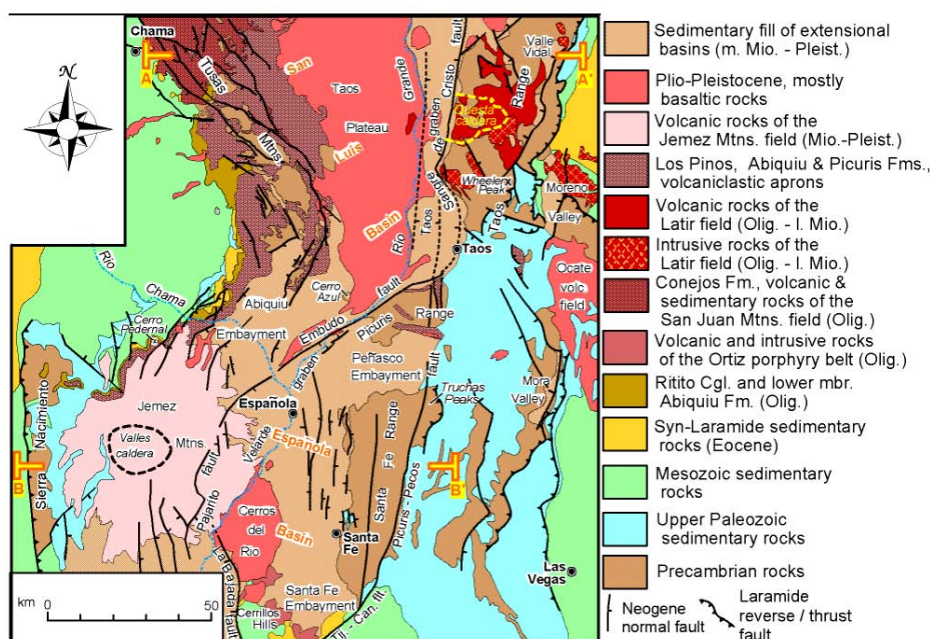 Chama
A
Tusas
Mtns.
San
Luis
Basin
Taos
Plateau
Rio
Grande
Taos
de graben
Sangre
Cristo
fault
Questa
caldera
Range
Valle
Vidal
A'
Wheeler
Peak
Moreno
Valley
Taos
Taos
Ocate
volc
field
Rio
Chama
Cerro
Pedernal
Abiquiu
Embayment
Cerro
Azul
Embudo
fault
Picuris
Range
Peñasco
Embayment
graben
Velarde
Española
Española
Basin
Truchas
Peaks
Mora
Valley
fault
Picuris - Pecos
Santa
Fe
Range
Jemez
Mtns.
Valles
caldera
Sierra
Nacimiento
B
B'
Pajarito
fault
Cerros
del
Rio
Santa
Fe
La Bajada fault
Santa Fe
Embayment
Cerrillos
Hills
Tij. - Can. flt.
Las
Vegas
N
km
0
50
Sedimentary fill of extensional
basins (m. Mio. - Pleist.)
Plio-Pleistocene, mostly
basaltic rocks
Volcanic rocks of the
Jemez Mtns. field (Mio.-Pleist.)
Los Pinos, Abiquiu & Picuris Fms.,
volcaniclastic aprons
Volcanic rocks of the
Latir field (Olig. - l. Mio.)
Intrusive rocks of the
Latir field (Olig. - l. Mio.)
Conejos Fm., volcanic &
sedimentary rocks of the
San Juan Mtns. field (Olig.)
Volcanic and intrusive rocks
of the Ortiz porphyry belt (Olig.)
Ritito Cgl. and lower mbr.
Abiquiu Fm. (Olig.)
Syn-Laramide sedimentary
rocks (Eocene)
Mesozoic sedimentary
rocks
Upper Paleozoic
sedimentary rocks
Precambrian rocks
Neogene
normal fault
Laramide
reverse / thrust
fault